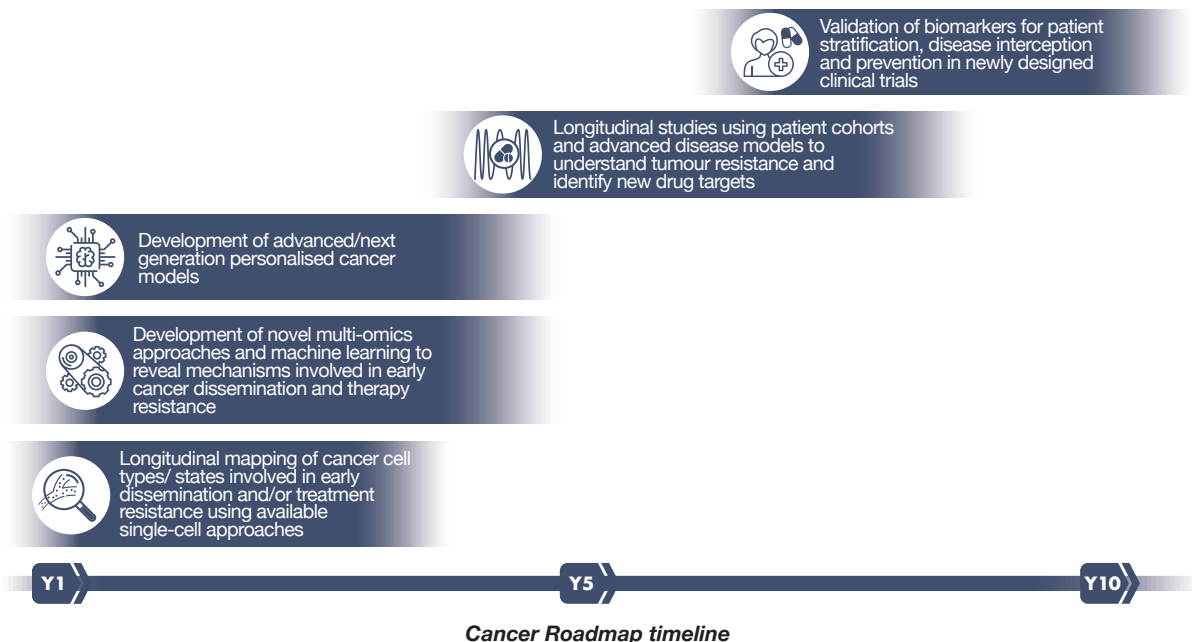 Validation of biomarkers for patient
stratification, disease interception
and prevention in newly designed
clinical trials
Longitudinal studies using patient cohorts
and advanced disease models to
understand tumour resistance and
identify new drug targets
Development of advanced/next
generation personalised cancer
models
Development of novel multi-omics
approaches and machine learning to
reveal mechanisms involved in early
cancer dissemination and therapy
resistance
Longitudinal mapping of cancer cell
types/ states involved in early
dissemination and/or treatment
resistance using available
single-cell approaches
Y1
Y5
Y10
Cancer Roadmap timeline